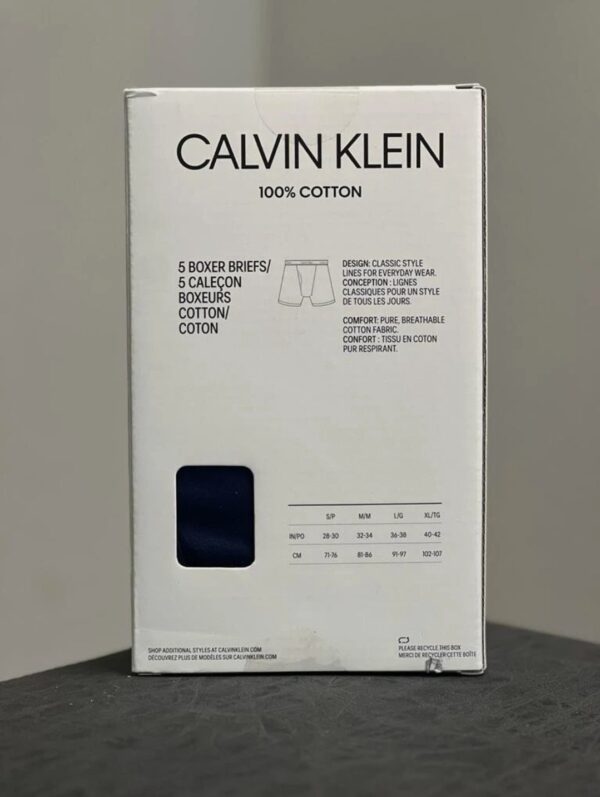 CALVIN KLEIN
100% COTTON
5 BOXER BRIEFS/
5 CALEÇON
BOXEURS
COTTON/
COTON
DESIGN: CLASSIC STYLE
LINES FOR EVERYDAY WEAR.
CONCEPTION : LIGNES
CLASSIQUES POUR UN STYLE
DE TOUS LES JOURS.
COMFORT: PURE, BREATHABLE
COTTON FABRIC.
CONFORT : TISSU EN COTON
PUR RESPIRANT.
S/P M/M L/G XL/TG
IN/PO 28-30 32-34 36-38 40-42
CM 71-76 81-86 91-97 102-107
SHOP ADDITIONAL STYLES AT CALVINKLEIN.COM
DÉCOUVREZ PLUS DE MODÈLES SUR CALVINKLEIN.COM
PLEASE RECYCLE THIS BOX
MERCI DE RECYCLER CETTE BOÎTE